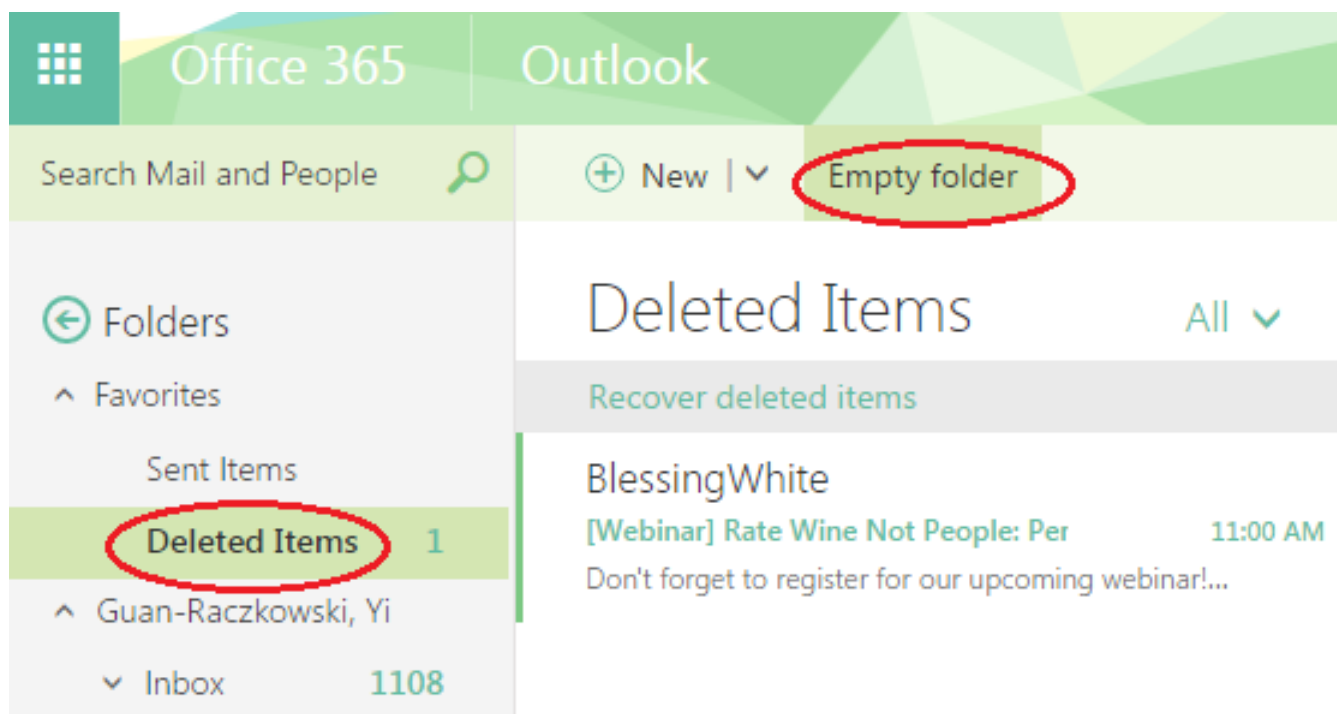 Office 365 Outlook
Search Mail and People
New | Empty folder
Folders
Favorites
Sent Items
Deleted Items 1
Guan-Raczkowski, Yi
Inbox 1108
Deleted Items All
Recover deleted items
BlessingWhite
[Webinar] Rate Wine Not People: Per 11:00 AM
Don't forget to register for our upcoming webinar!...